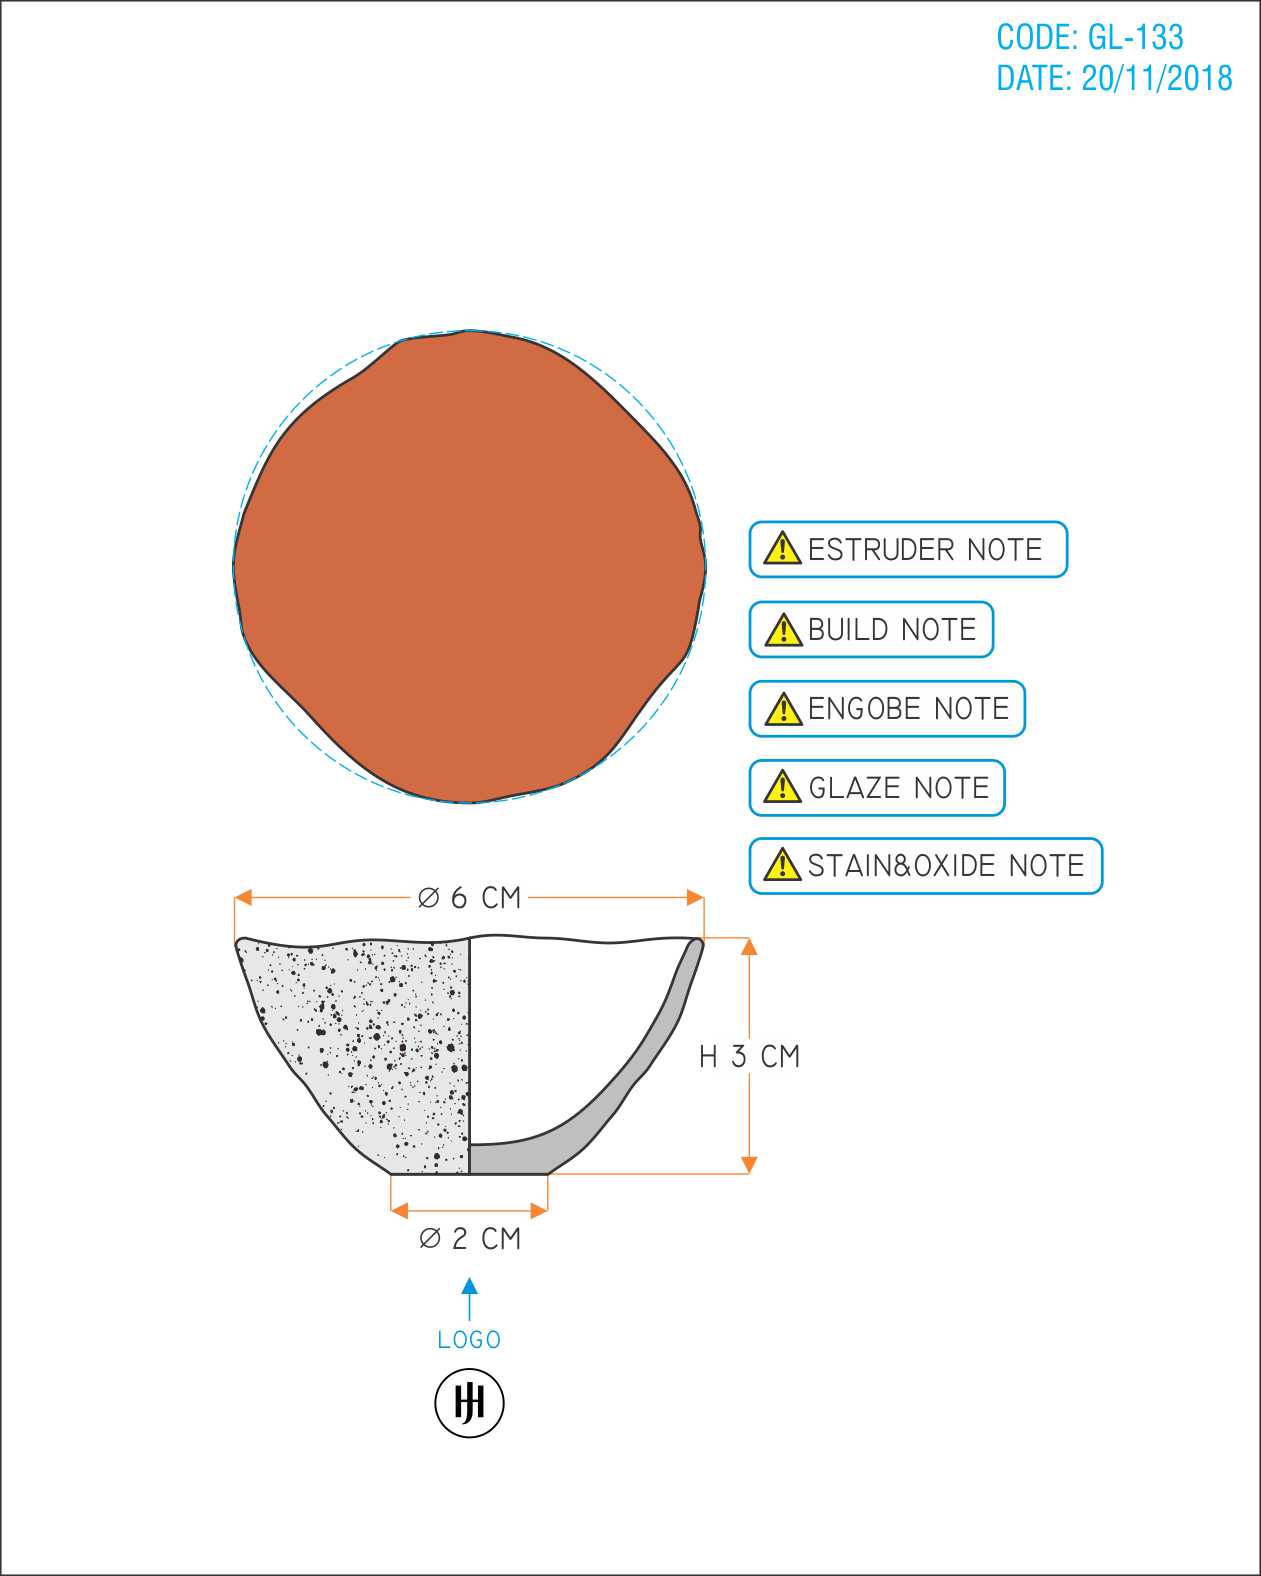 CODE: GL-133
DATE: 20/11/2018
ESTRUDER NOTE
BUILD NOTE
ENGOBE NOTE
GLAZE NOTE
STAIN&OXIDE NOTE
Ø 6 CM
H 3 CM
Ø 2 CM
LOGO